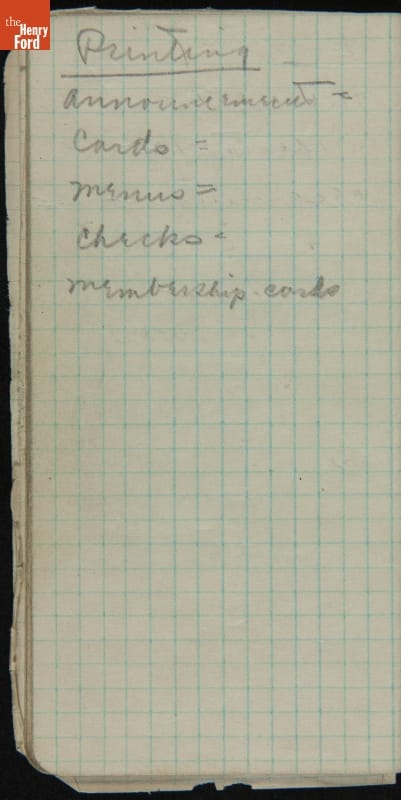 the
Henry
Ford
Printing
announcement =
Cards =
menus =
checks -
membership-cards